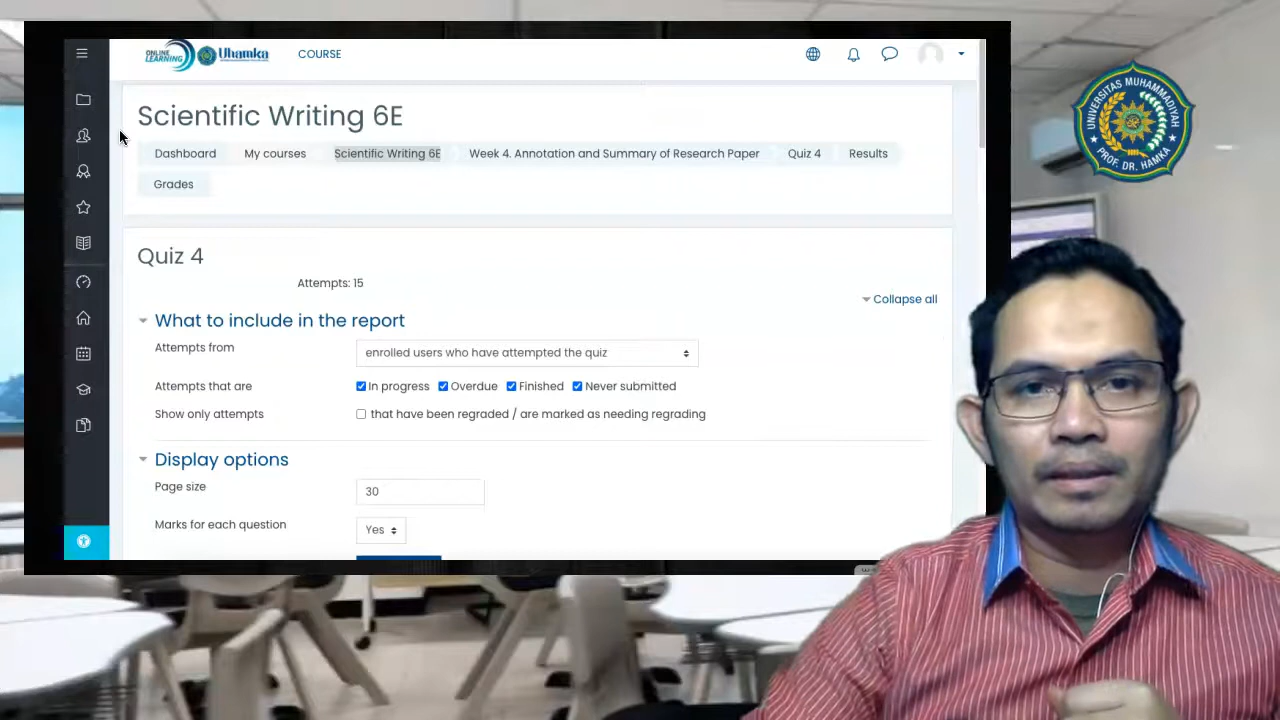 ONLINE LEARNING Uhamka COURSE
Scientific Writing 6E
Dashboard My courses Scientific Writing 6E Week 4. Annotation and Summary of Research Paper Quiz 4 Results
Grades
Quiz 4
Attempts: 15
Collapse all
What to include in the report
Attempts from enrolled users who have attempted the quiz
Attempts that are In progress Overdue Finished Never submitted
Show only attempts that have been regraded / are marked as needing regrading
Display options
Page size 30
Marks for each question Yes
UNIVERSITAS MUHAMMADIYAH
PROF. DR. HAMKA